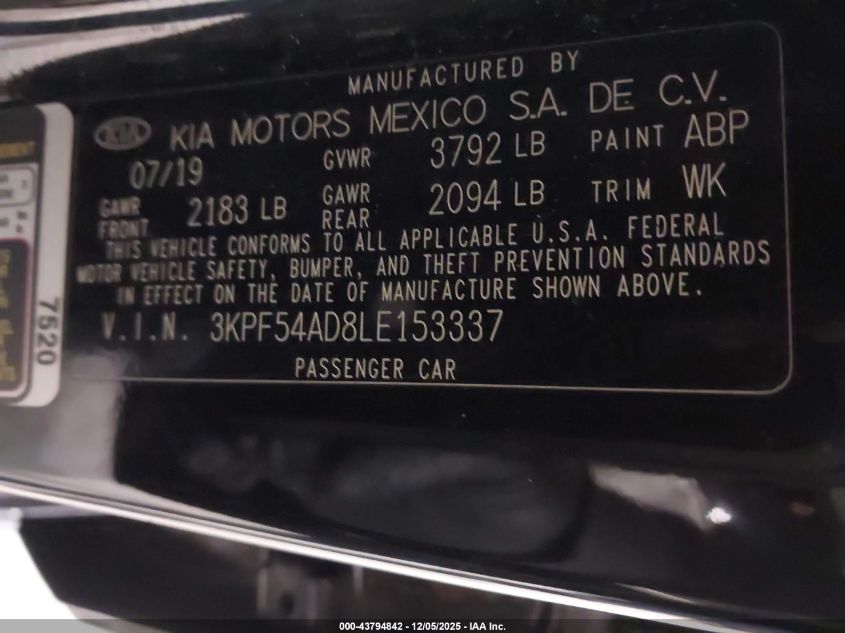 MANUFACTURED BY
KIA KIA MOTORS MEXICO S.A. DE C.V.
07/19 GVWR 3792 LB PAINT ABP
GAWR FRONT 2183 LB GAWR REAR 2094 LB TRIM WK
THIS VEHICLE CONFORMS TO ALL APPLICABLE U.S.A. FEDERAL
MOTOR VEHICLE SAFETY, BUMPER, AND THEFT PREVENTION STANDARDS
IN EFFECT ON THE DATE OF MANUFACTURE SHOWN ABOVE.
V.I.N. 3KPF54AD8LE153337
PASSENGER CAR
7520
000-43794842 - 12/05/2025 - IAA Inc.